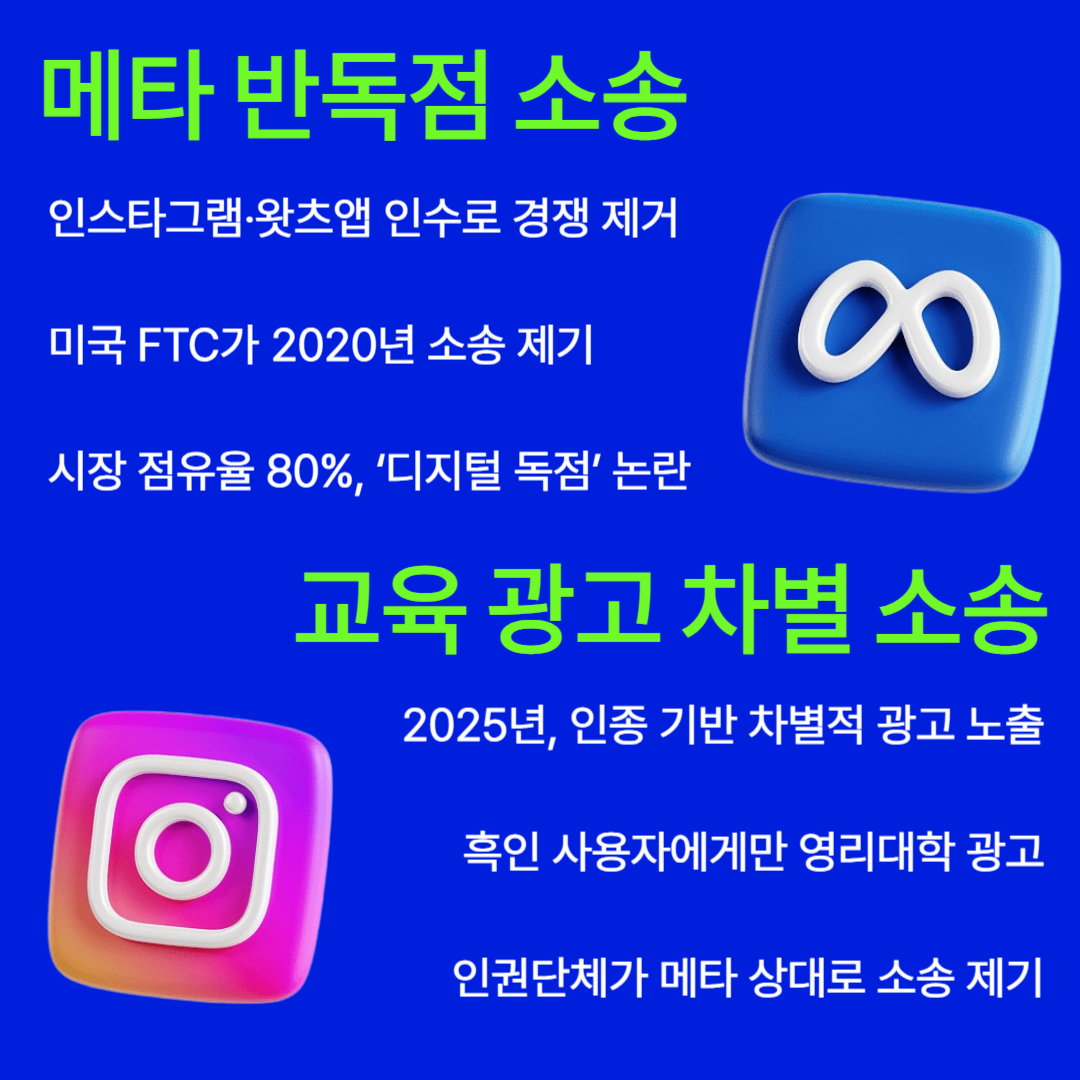 메타 반독점 소송
인스타그램·왓츠앱 인수로 경쟁 제거
미국 FTC가 2020년 소송 제기
시장 점유율 80%, ‘디지털 독점’ 논란
교육 광고 차별 소송
2025년, 인종 기반 차별적 광고 노출
흑인 사용자에게만 영리대학 광고
인권단체가 메타 상대로 소송 제기